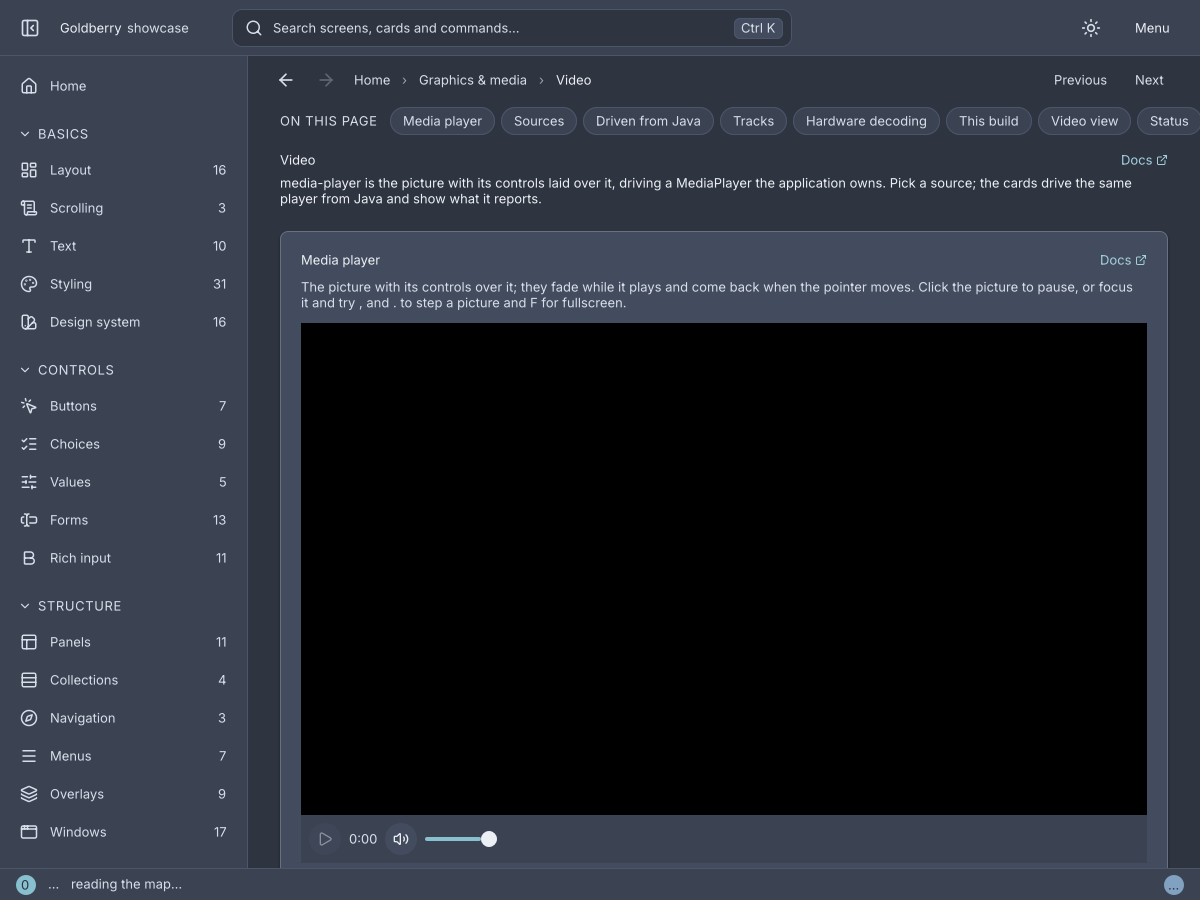 Goldberry showcase
Search screens, cards and commands...
Ctrl K
Menu
Home
BASICS
Layout 16
Scrolling 3
Text 10
Styling 31
Design system 16
CONTROLS
Buttons 7
Choices 9
Values 5
Forms 13
Rich input 11
STRUCTURE
Panels 11
Collections 4
Navigation 3
Menus 7
Overlays 9
Windows 17
Home › Graphics & media › Video
Previous
Next
ON THIS PAGE
Media player
Sources
Driven from Java
Tracks
Hardware decoding
This build
Video view
Status
Video
Docs
media-player is the picture with its controls laid over it, driving a MediaPlayer the application owns. Pick a source; the cards drive the same
player from Java and show what it reports.
Media player
Docs
The picture with its controls over it; they fade while it plays and come back when the pointer moves. Click the picture to pause, or focus
it and try , and . to step a picture and F for fullscreen.
0:00
0 ... reading the map...
...